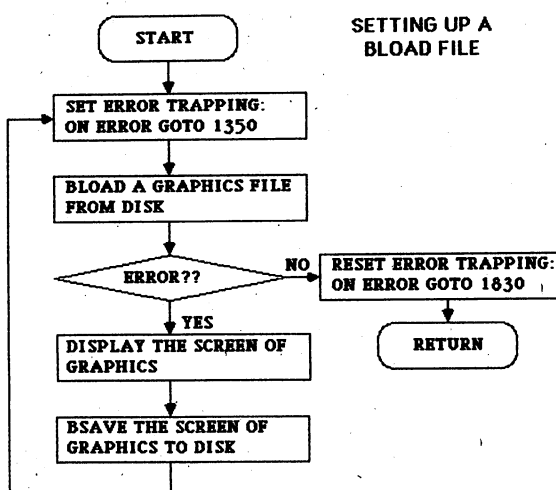 SETTING UP A
BLOAD FILE
START
SET ERROR TRAPPING:
ON ERROR GOTO 1350
BLOAD A GRAPHICS FILE
FROM DISK
ERROR??
NO
RESET ERROR TRAPPING:
ON ERROR GOTO 1830
YES
RETURN
DISPLAY THE SCREEN OF
GRAPHICS
BSAVE THE SCREEN OF
GRAPHICS TO DISK